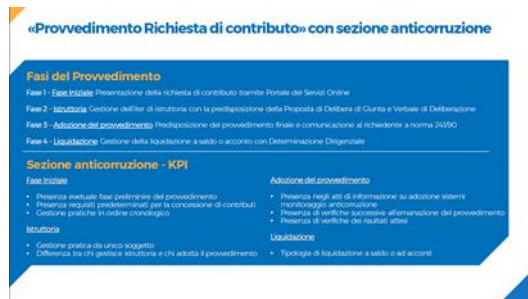 «Provvedimento Richiesta di contributo» con sezione anticorruzione
Fasi del Provvedimento
Fase 1 - Fase Iniziale Presentazione della richiesta di contributo tramite Portale dei Servizi Online
Fase 2 - Istruttoria Gestione dell'iter di istruttoria con la predisposizione della Proposta di Delibera di Giunta e Verbale di Deliberazione
Fase 3 - Adozione del provvedimento Predisposizione del provvedimento finale e comunicazione al richiedente a norma 241/90
Fase 4 - Liquidazione Gestione della liquidazione a saldo o acconto con Determinazione Dirigenziale
Sezione anticorruzione - KPI
Fase Iniziale
• Presenza evetuale fase preliminire del provvedimento
• Presenza requisiti predeterminati per la concessione di contributi
• Gestione pratiche in ordine cronologico
Istruttoria
• Gestione pratica da unico soggetto
• Differenza tra chi gestisce istruttoria e chi adotta il provvedimento
Adozione del provvedimento
• Presenza negli atti di informazione su adozione sistemi
monitoraggio anticorruzione
• Presenza di verifiche successive all'emanazione del provvedimento
• Presenza di verifiche dei risultati attesi
Liquidazione
• Tipologia di liquidazione a saldo o ad acconti